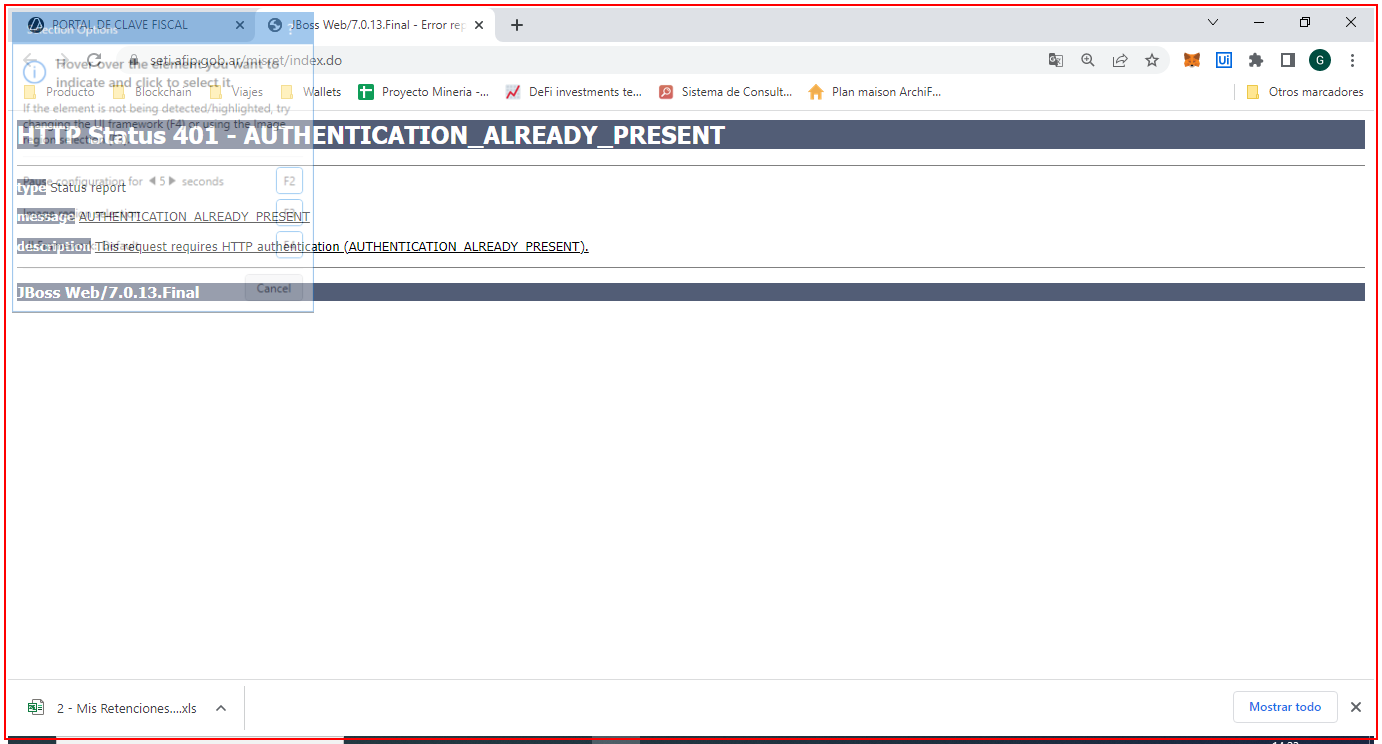 PORTAL DE CLAVE FISCAL
JBoss Web/7.0.13.Final - Error rep
Selection Options
?
seti.afip.gob.ar/misret/index.do
G
Hover over the element you want to
indicate and click to select it.
Producto
Blockchain
Viajes
Wallets
Proyecto Mineria -...
DeFi investments te...
Sistema de Consult...
Plan maison ArchiF...
Otros marcadores
If the element is not being detected/highlighted, try
changing the UI framework (F4) or using the Image
region selection
HTTP Status 401 - AUTHENTICATION_ALREADY_PRESENT
Pause configuration for 5 seconds
F2
type Status report
message AUTHENTICATION_ALREADY_PRESENT
description This request requires HTTP authentication (AUTHENTICATION_ALREADY_PRESENT).
Cancel
JBoss Web/7.0.13.Final
2 - Mis Retenciones....xls
Mostrar todo